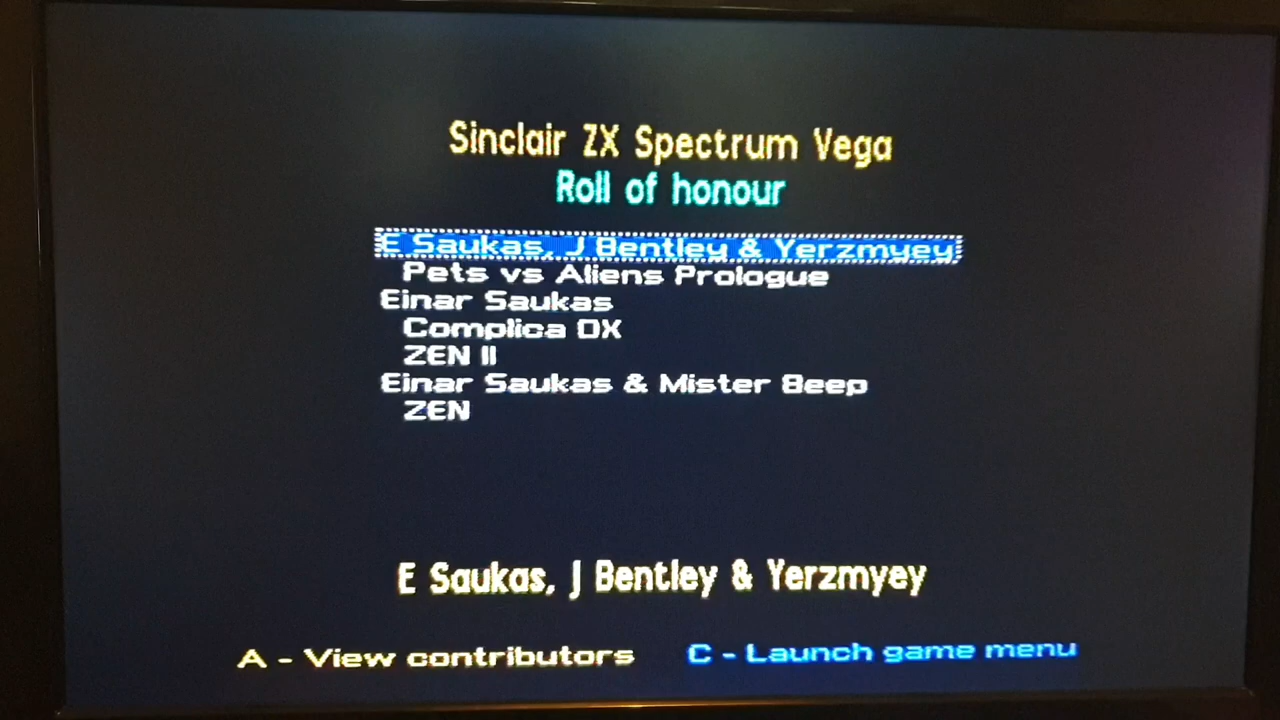 Sinclair ZX Spectrum Vega
Roll of honour
E Saukas, J Bentley & Yerzmyey
Pets vs Aliens Prologue
Einar Saukas
Complica DX
ZEN II
Einar Saukas & Mister Beep
ZEN
E Saukas, J Bentley & Yerzmyey
A - View contributors
C - Launch game menu